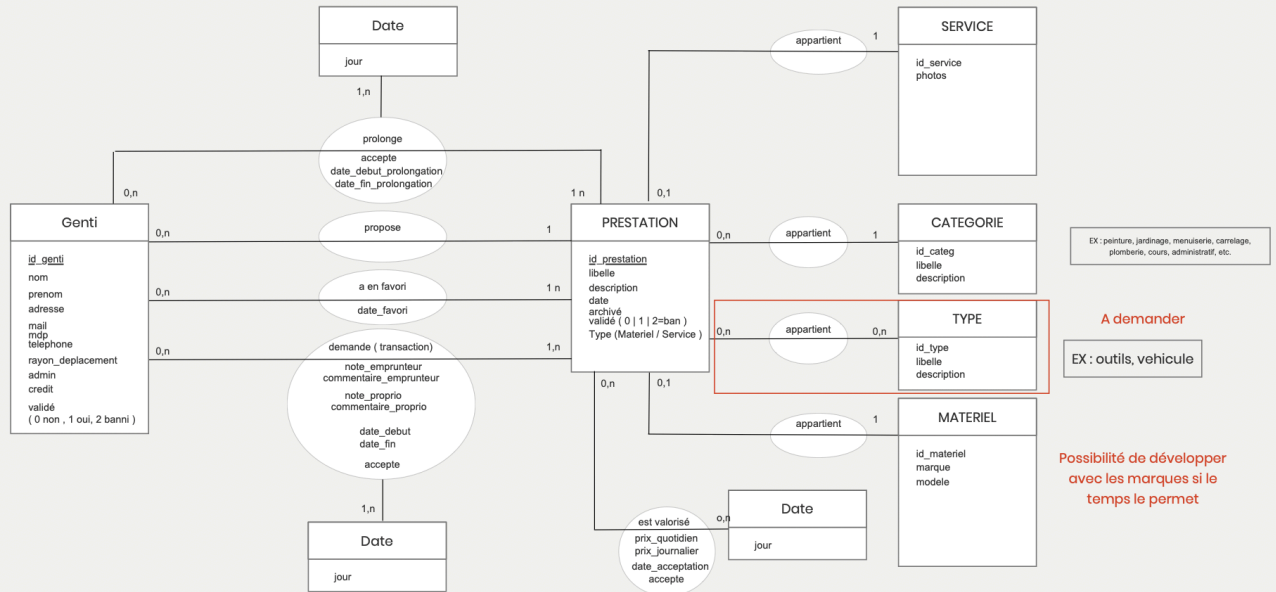 Date
jour
1,n
prolonge
accepte
date_debut_prolongation
date_fin_prolongation
0,n
1 n
Genti
id_genti
nom
prenom
adresse
mail
mdp
telephone
rayon_deplacement
admin
credit
validé
( 0 non , 1 oui, 2 banni )
0,n
propose
1
0,n
a en favori
date_favori
1 n
0,n
demande ( transaction)
note_emprunteur
commentaire_emprunteur
note_proprio
commentaire_proprio
date_debut
date_fin
accepte
1,n
1,n
Date
jour
PRESTATION
id_prestation
libelle
description
date
archivé
validé ( 0 | 1 | 2=ban )
Type (Materiel / Service )
0,1
appartient
1
SERVICE
id_service
photos
0,n
appartient
1
CATEGORIE
id_categ
libelle
description
EX : peinture, jardinage, menuiserie, carrelage,
plomberie, cours, administratif, etc.
0,n
appartient
0,n
TYPE
id_type
libelle
description
A demander
EX : outils, vehicule
0,1
appartient
1
MATERIEL
id_materiel
marque
modele
Possibilité de développer
avec les marques si le
temps le permet
0,n
est valorisé
prix_quotidien
prix_journalier
date_acceptation
accepte
o,n
Date
jour